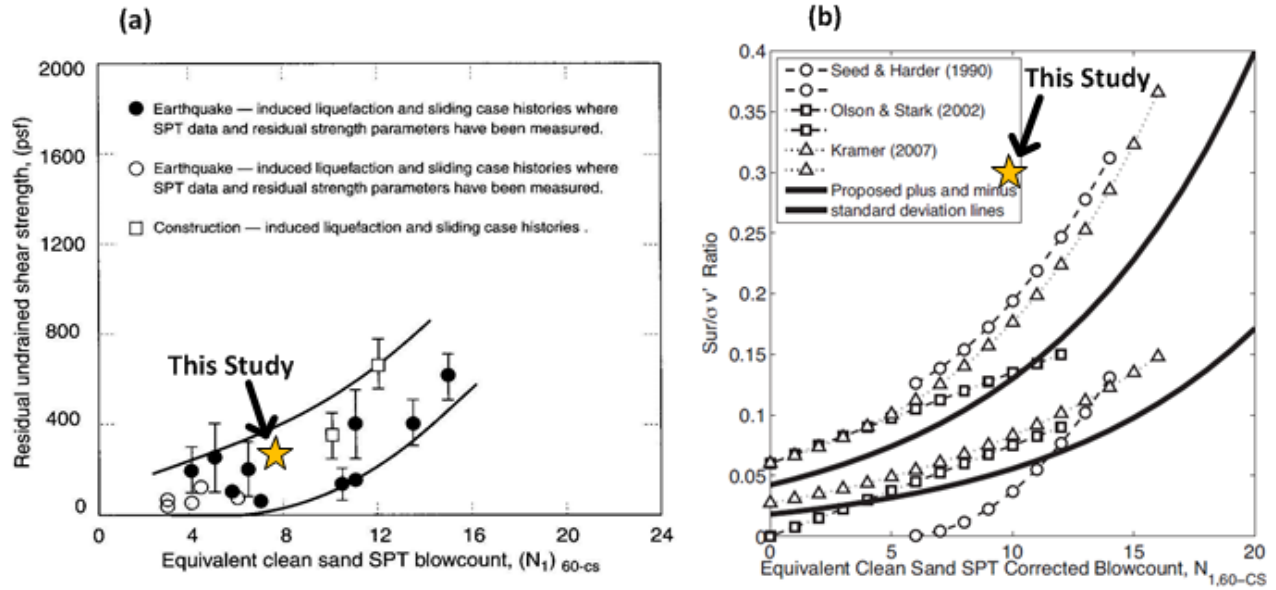 (a)
2000
1600
1200
800
400
0
Residual undrained shear strength, (psf)
Earthquake — induced liquefaction and sliding case histories where
SPT data and residual strength parameters have been measured.
Earthquake — induced liquefaction and sliding case histories where
SPT data and residual strength parameters have been measured.
Construction — induced liquefaction and sliding case histories .
This Study
4 8 12 16 20 24
Equivalent clean sand SPT blowcount, (N1) 60-cs
(b)
0.4
0.35
0.3
0.25
0.2
0.15
0.1
0.05
0
Sur/σ v' Ratio
Seed & Harder (1990)
Olson & Stark (2002)
Kramer (2007)
Proposed plus and minus
standard deviation lines
This Study
0 5 10 15 20
Equivalent Clean Sand SPT Corrected Blowcount, N1,60-CS